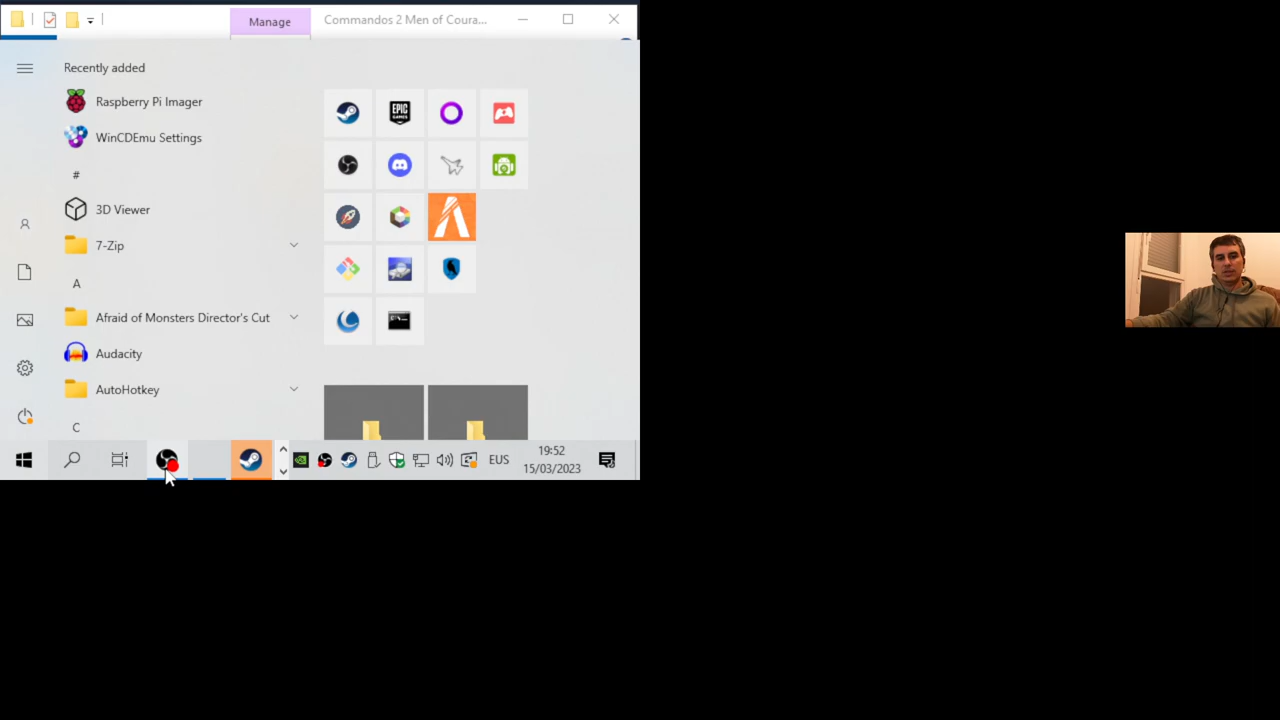 Manage
Commandos 2 Men of Coura...
Recently added
Raspberry Pi Imager
WinCDEmu Settings
#
3D Viewer
7-Zip
A
Afraid of Monsters Director's Cut
Audacity
AutoHotkey
C
EPIC
GAMES
EUS
19:52
15/03/2023